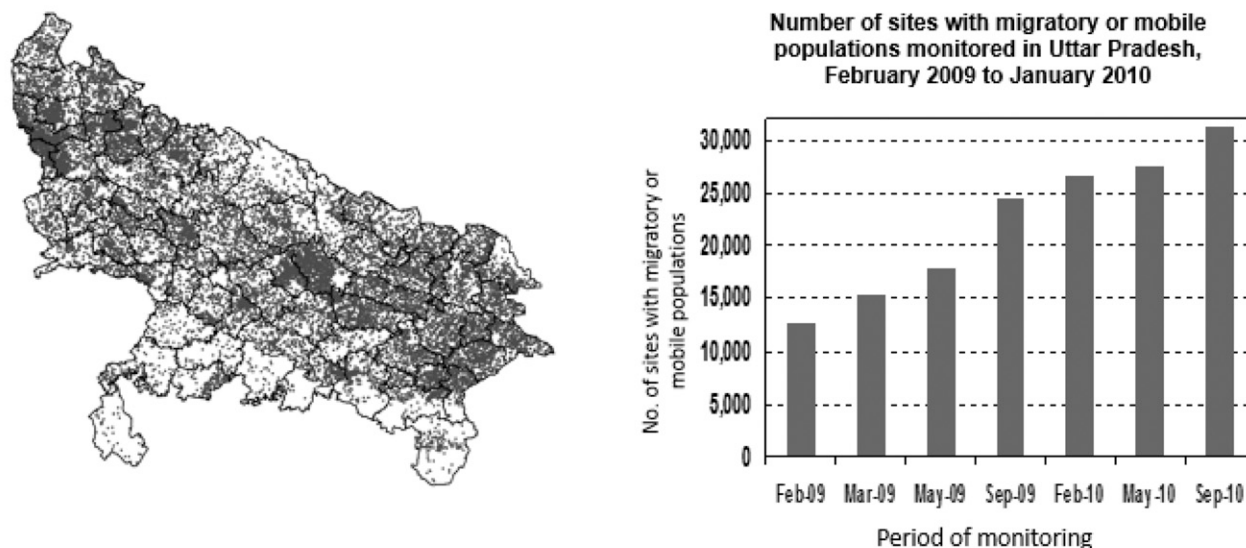 Number of sites with migratory or mobile
populations monitored in Uttar Pradesh,
February 2009 to January 2010
No. of sites with migratory or
mobile populations
30,000
25,000
20,000
15,000
10,000
5,000
0
Feb-09 Mar-09 May-09 Sep-09 Feb-10 May-10 Sep-10
Period of monitoring